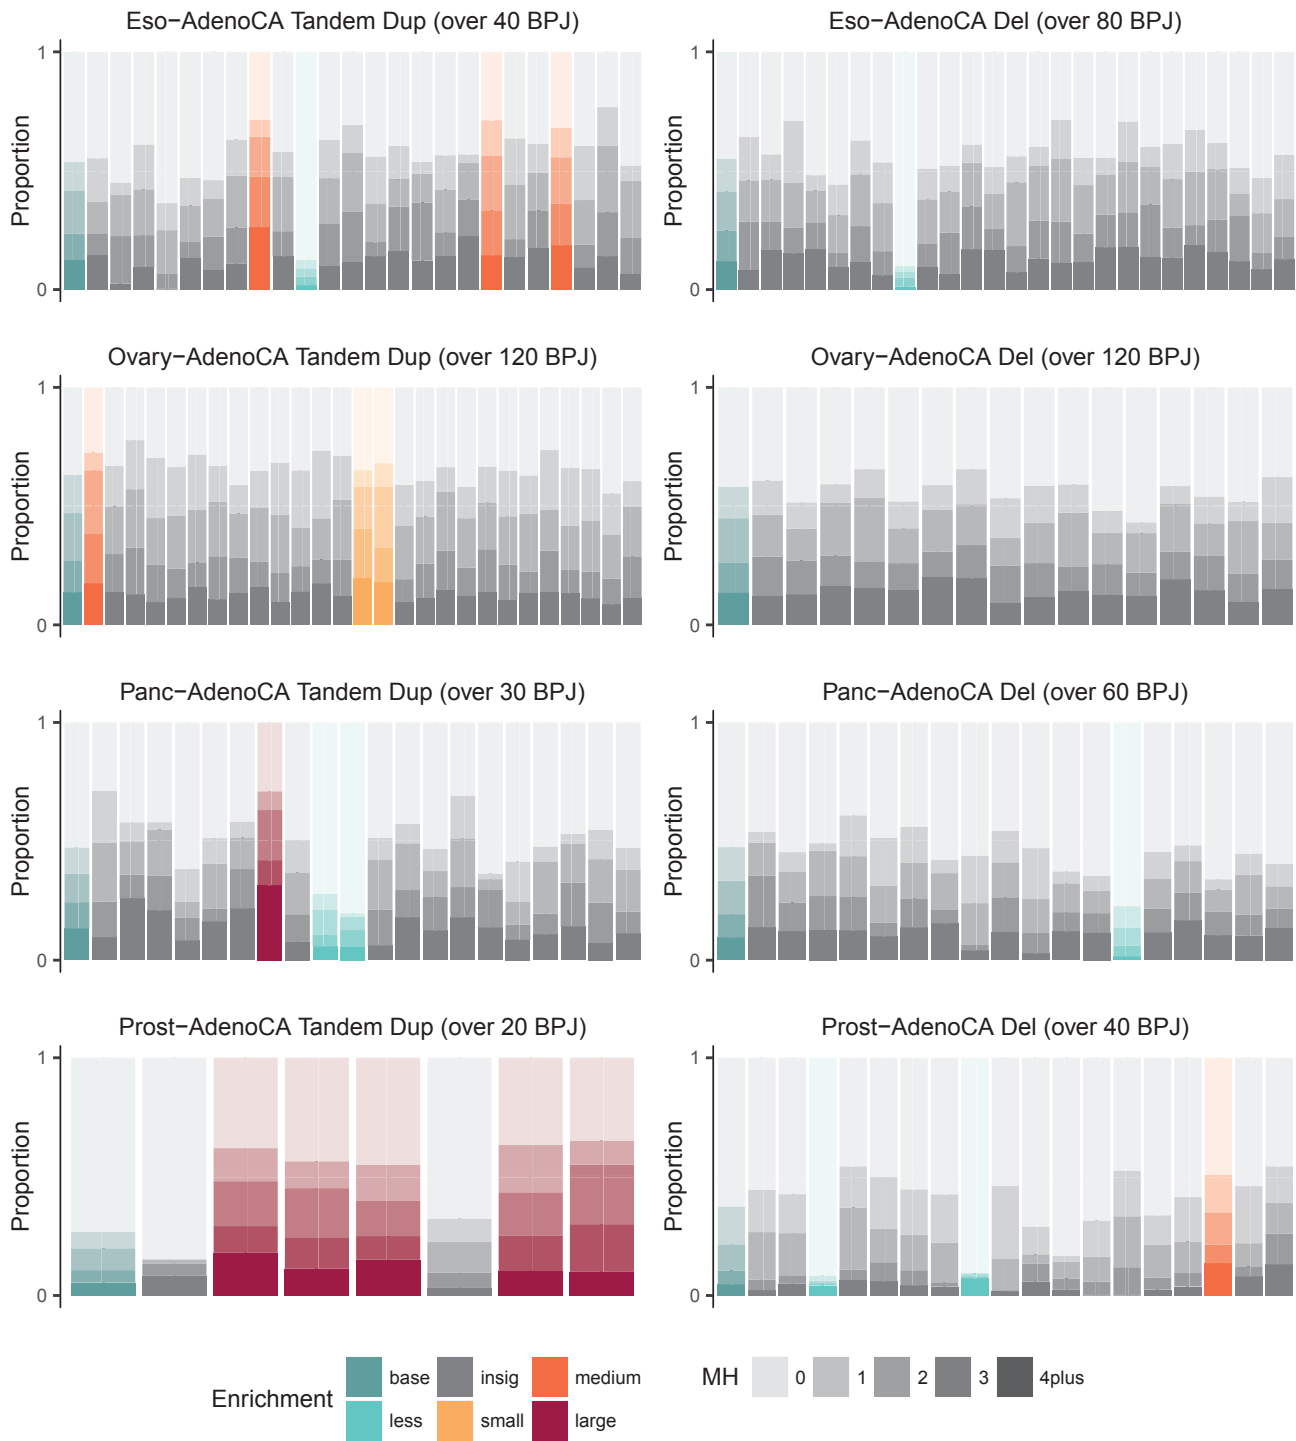 Eso−AdenoCA Tandem Dup (over 40 BPJ)
Eso−AdenoCA Del (over 80 BPJ)
1
Proportion
0
1
Proportion
0
Ovary−AdenoCA Tandem Dup (over 120 BPJ)
Ovary−AdenoCA Del (over 120 BPJ)
1
Proportion
0
1
Proportion
0
Panc−AdenoCA Tandem Dup (over 30 BPJ)
Panc−AdenoCA Del (over 60 BPJ)
1
Proportion
0
1
Proportion
0
Prost−AdenoCA Tandem Dup (over 20 BPJ)
Prost−AdenoCA Del (over 40 BPJ)
1
Proportion
0
1
Proportion
0
Enrichment
base
insig
medium
less
small
large
MH
0
1
2
3
4plus